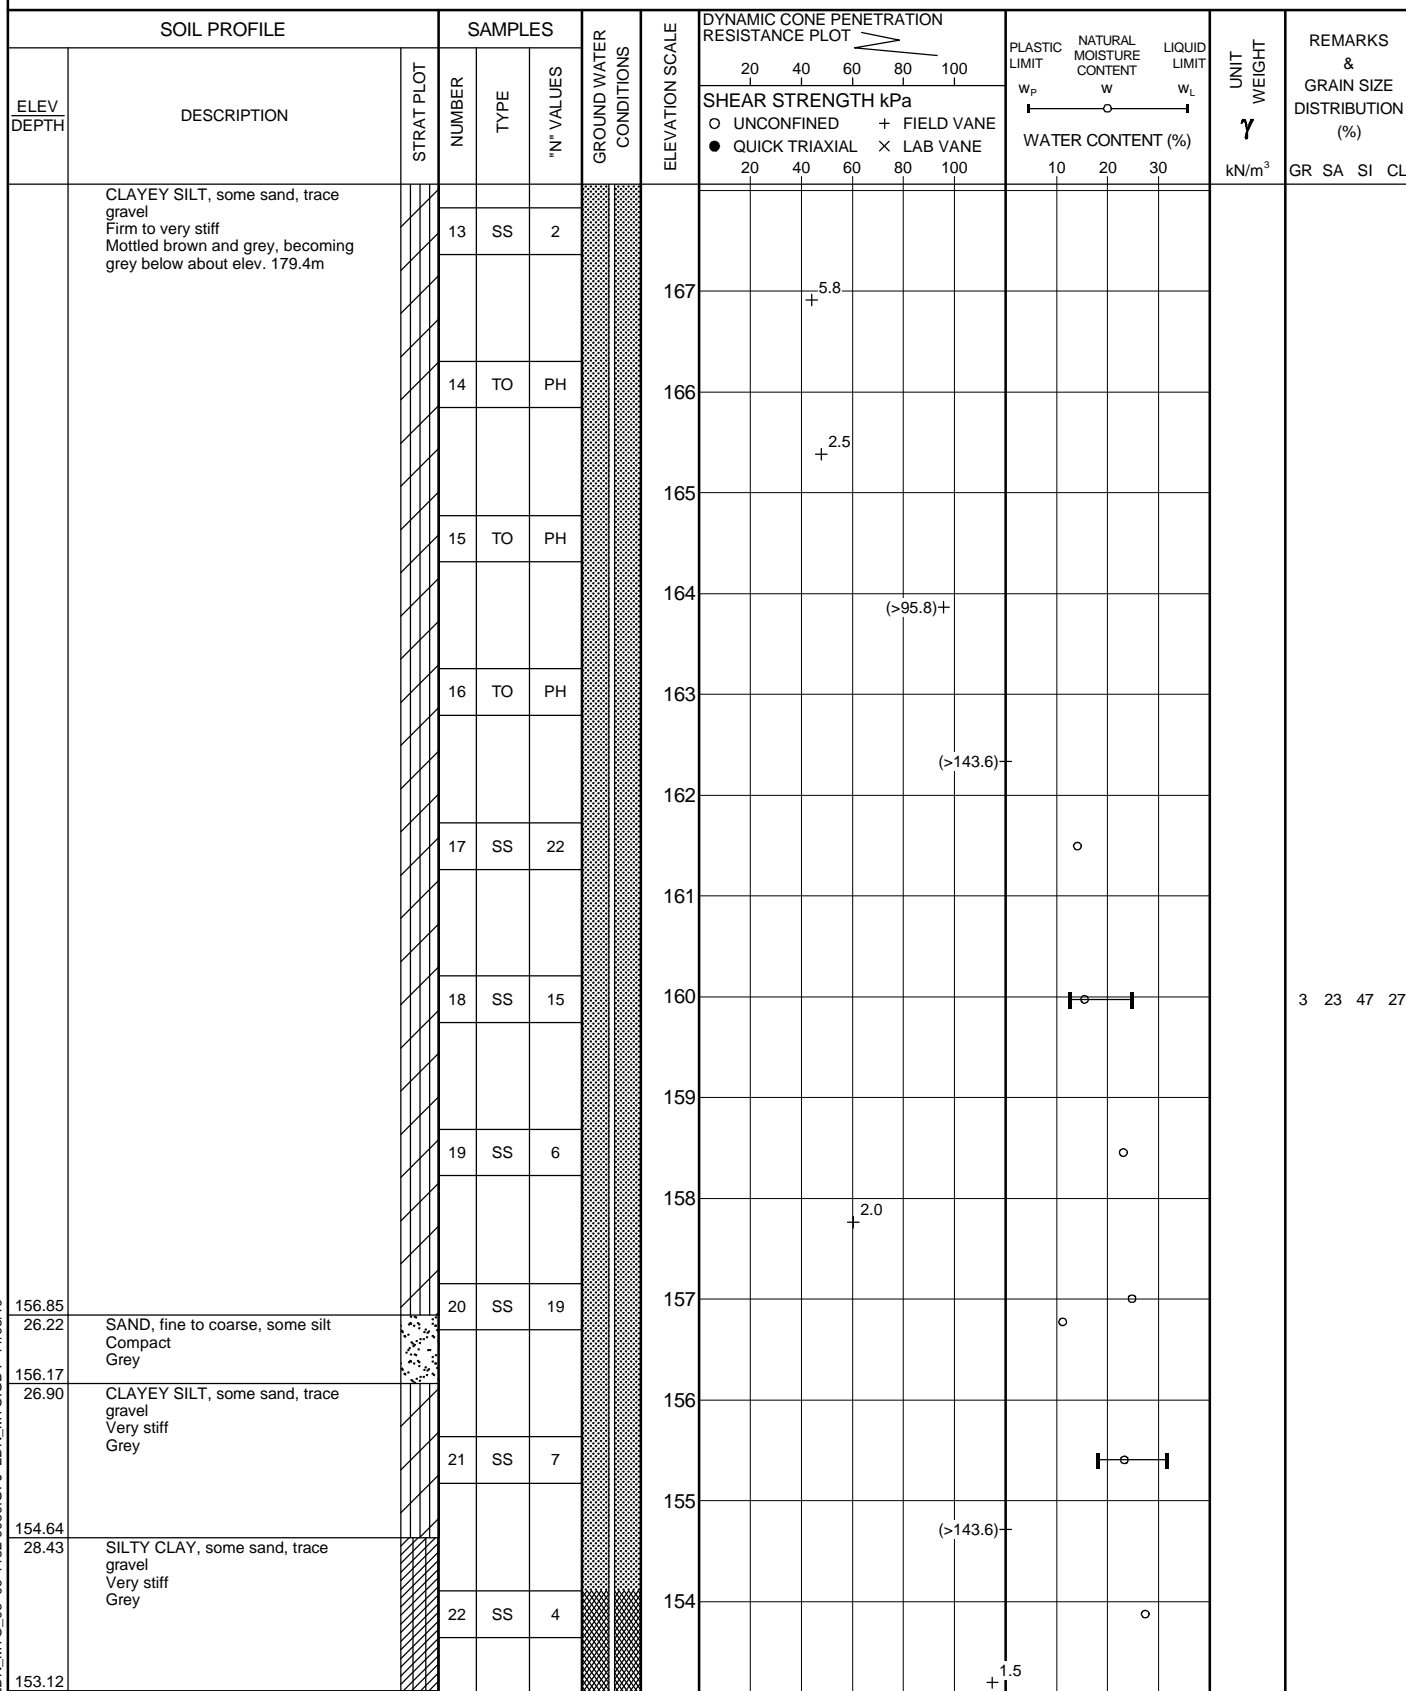 SOIL PROFILE
SAMPLES
ELEV
DEPTH
DESCRIPTION
STRAT PLOT
NUMBER
TYPE
"N" VALUES
GROUND WATER
CONDITIONS
ELEVATION SCALE
DYNAMIC CONE PENETRATION
RESISTANCE PLOT
20 40 60 80 100
SHEAR STRENGTH kPa
UNCONFINED + FIELD VANE
QUICK TRIAXIAL × LAB VANE
20 40 60 80 100
PLASTIC LIMIT
NATURAL MOISTURE CONTENT
LIQUID LIMIT
wP w wL
WATER CONTENT (%)
10 20 30
UNIT WEIGHT
γ
kN/m³
REMARKS
&
GRAIN SIZE
DISTRIBUTION
(%)
GR SA SI CL
CLAYEY SILT, some sand, trace
gravel
Firm to very stiff
Mottled brown and grey, becoming
grey below about elev. 179.4m
13 SS 2
167
5.8
14 TO PH
166
2.5
165
15 TO PH
164
(>95.8)+
16 TO PH
163
(>143.6)
162
17 SS 22
161
18 SS 15
160
3 23 47 27
159
19 SS 6
158
2.0
157
20 SS 19
156.85
26.22
SAND, fine to coarse, some silt
Compact
Grey
156.17
26.90
CLAYEY SILT, some sand, trace
gravel
Very stiff
Grey
156
21 SS 7
155
154.64
(>143.6)
28.43
SILTY CLAY, some sand, trace
gravel
Very stiff
Grey
154
22 SS 4
1.5
153.12